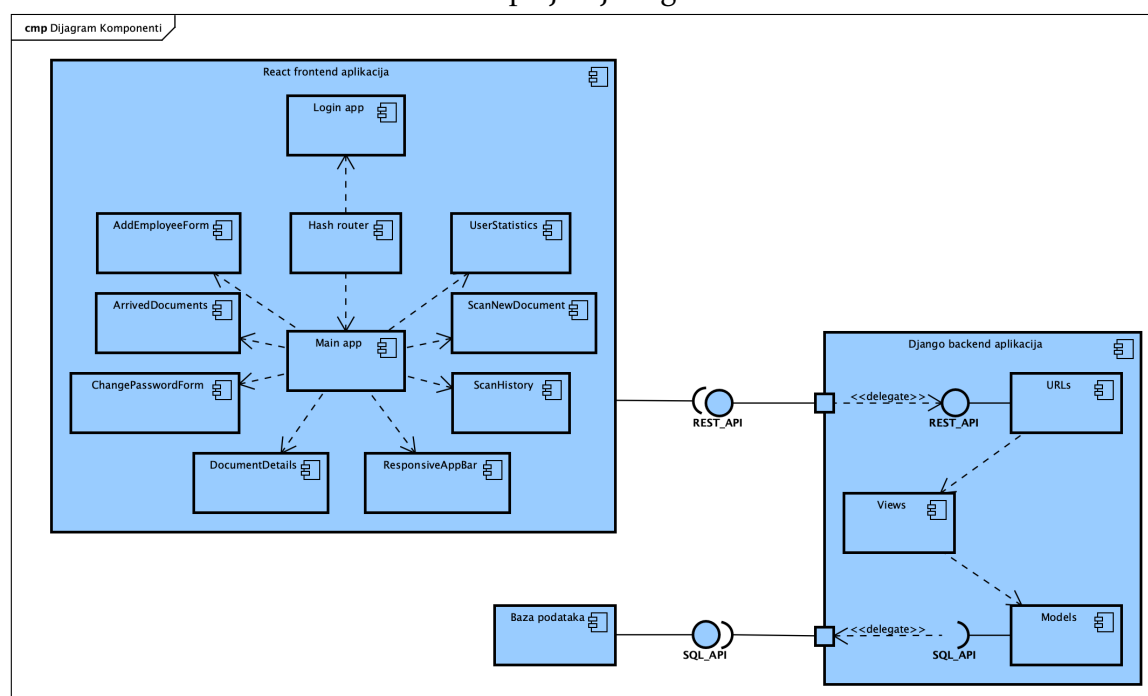 cmp Dijagram Komponenti
React frontend aplikacija
Login app
AddEmployeeForm
Hash router
UserStatistics
ArrivedDocuments
ScanNewDocument
Main app
ChangePasswordForm
ScanHistory
DocumentDetails
ResponsiveAppBar
REST_API
Django backend aplikacija
<<delegate>>
REST_API
URLs
Views
Baza podataka
SQL_API
<<delegate>>
SQL_API
Models